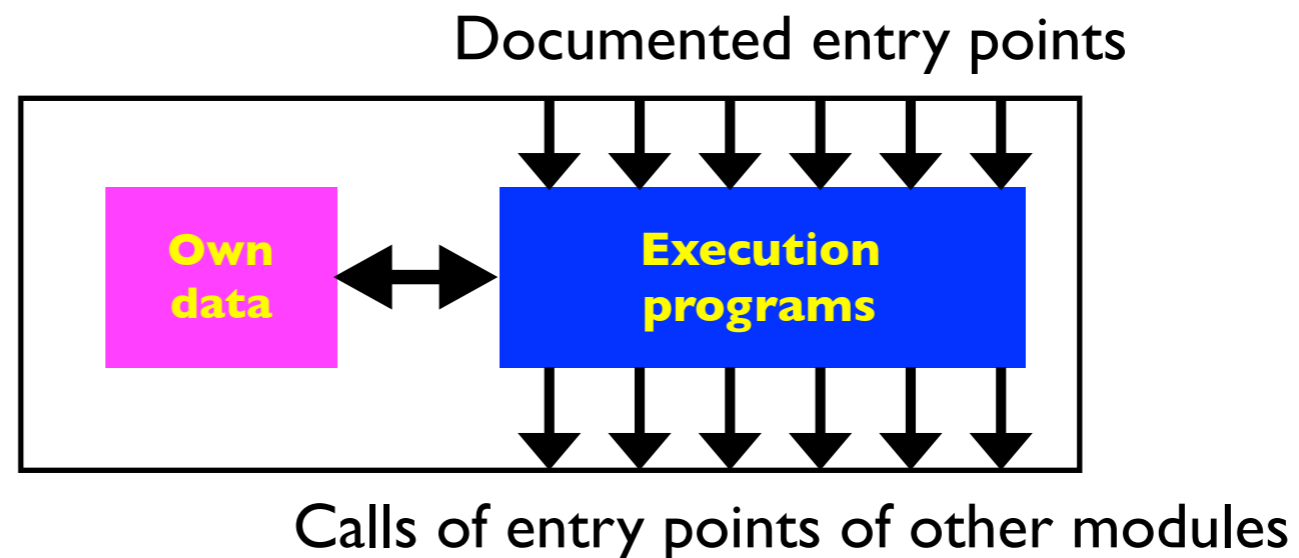 Documented entry points
Own
data
Execution
programs
Calls of entry points of other modules